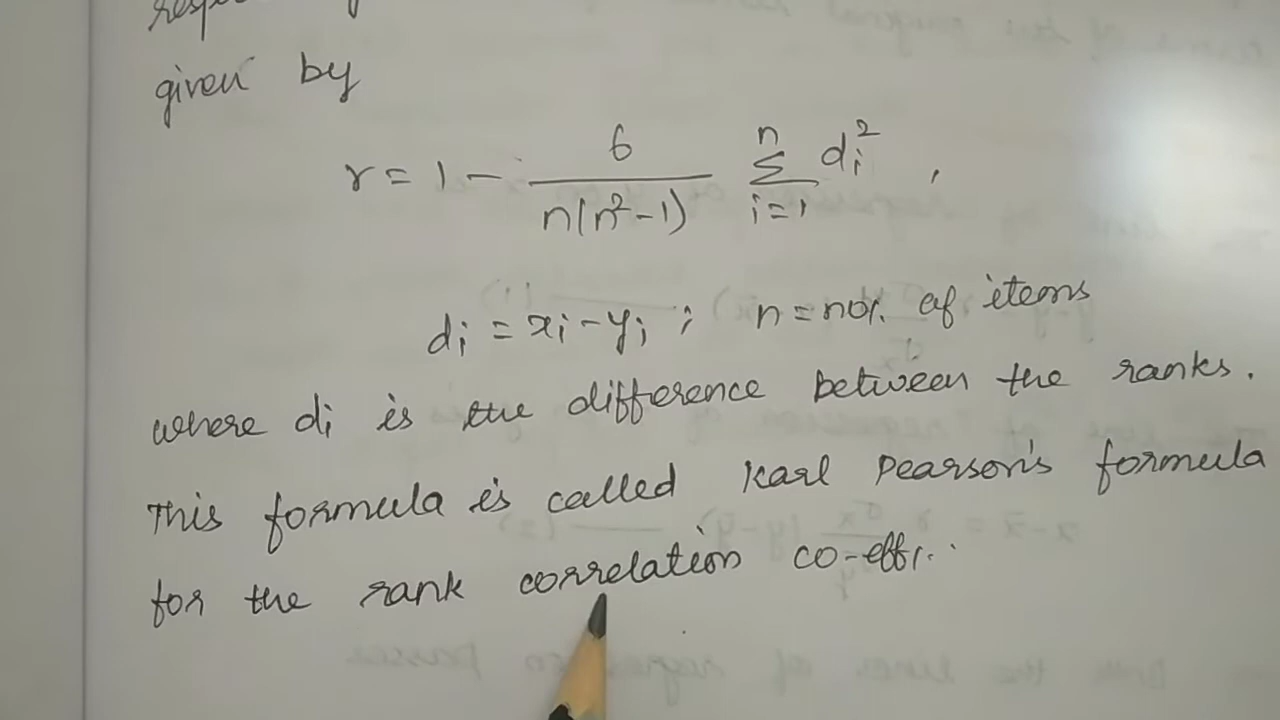 given by
r = 1 - 6/n(n²-1) n∑i=1 di² ,
di = xi - yi ; n = no/. of items
where di is the difference between the ranks.
This formula is called Karl Pearson's formula
for the rank correlation co-effi..